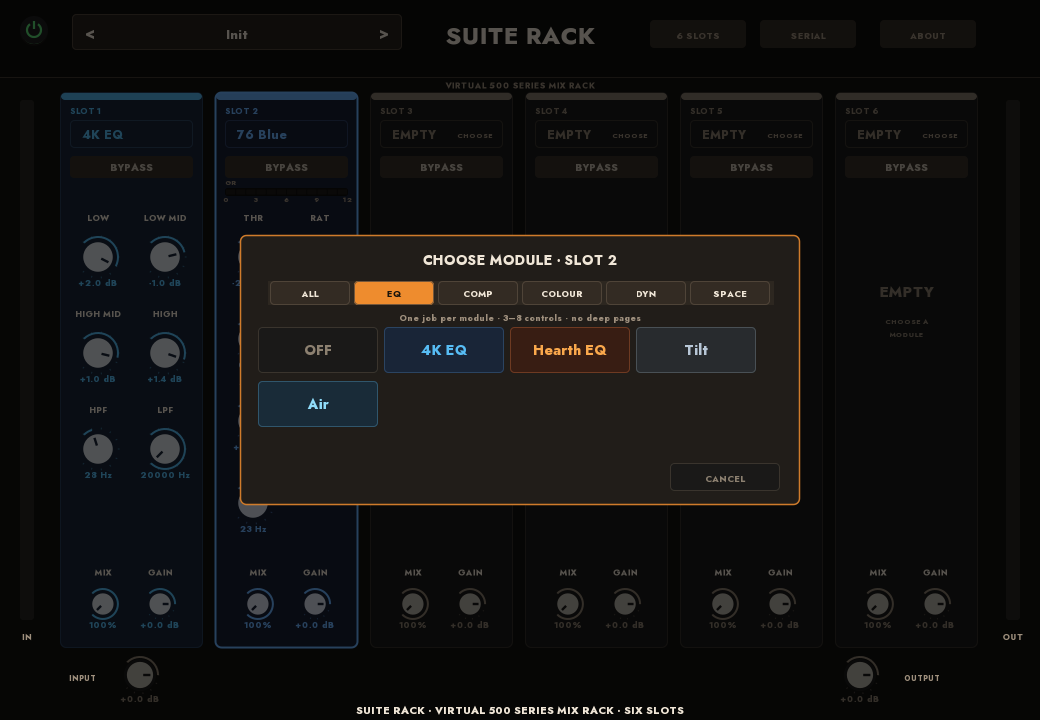 < Init >
SUITE RACK
6 SLOTS
SERIAL
ABOUT
VIRTUAL 500 SERIES MIX RACK
SLOT 1
SLOT 2
SLOT 3
SLOT 4
SLOT 5
SLOT 6
4K EQ
76 Blue
EMPTY CHOOSE
EMPTY CHOOSE
EMPTY CHOOSE
EMPTY CHOOSE
BYPASS
BYPASS
BYPASS
BYPASS
BYPASS
BYPASS
GR
0 3 6 9 12
LOW
LOW MID
THR
RAT
+2.0 dB
-1.0 dB
HIGH MID
HIGH
+1.0 dB
+1.4 dB
HPF
LPF
28 Hz
20000 Hz
CHOOSE MODULE · SLOT 2
ALL
EQ
COMP
COLOUR
DYN
SPACE
One job per module · 3–8 controls · no deep pages
OFF
4K EQ
Hearth EQ
Tilt
Air
CANCEL
EMPTY
CHOOSE A
MODULE
23 Hz
MIX
GAIN
MIX
GAIN
MIX
GAIN
MIX
GAIN
MIX
GAIN
MIX
GAIN
100%
+0.0 dB
100%
+0.0 dB
100%
+0.0 dB
100%
+0.0 dB
100%
+0.0 dB
100%
+0.0 dB
IN
OUT
INPUT
+0.0 dB
+0.0 dB
OUTPUT
SUITE RACK · VIRTUAL 500 SERIES MIX RACK · SIX SLOTS